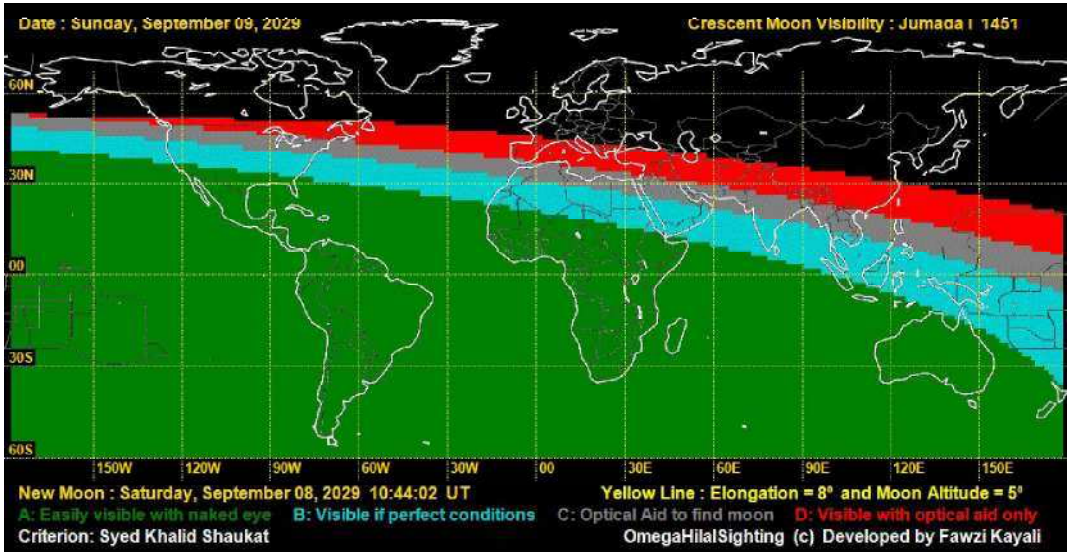 Date : Sunday, September 09, 2029
Crescent Moon Visibility : Jumada I 1451
60N
30N
00
30S
60S
150W 120W 90W 60W 30W 00 30E 60E 90E 120E 150E
New Moon : Saturday, September 08, 2029 10:44:02 UT
Yellow Line : Elongation = 8º and Moon Altitude = 5º
A: Easily visible with naked eye B: Visible if perfect conditions C: Optical Aid to find moon D: Visible with optical aid only
Criterion: Syed Khalid Shaukat
OmegaHilalSighting (c) Developed by Fawzi Kayali